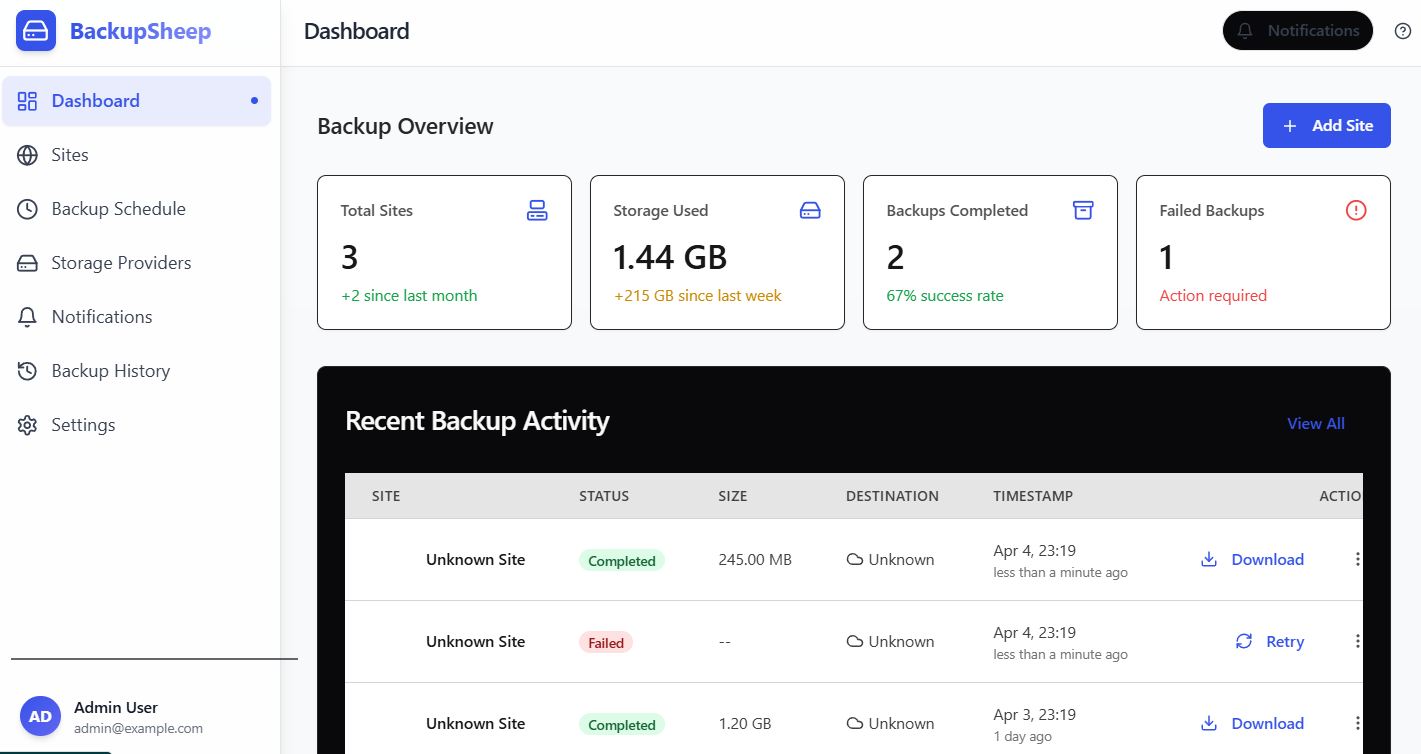 BackupSheep
Dashboard
Notifications
Dashboard
Sites
Backup Schedule
Storage Providers
Notifications
Backup History
Settings
AD
Admin User
admin@example.com
Backup Overview
+ Add Site
Total Sites
3
+2 since last month
Storage Used
1.44 GB
+215 GB since last week
Backups Completed
2
67% success rate
Failed Backups
1
Action required
Recent Backup Activity
View All
SITE STATUS SIZE DESTINATION TIMESTAMP ACTIO
Unknown Site Completed 245.00 MB Unknown Apr 4, 23:19 Download
less than a minute ago
Unknown Site Failed -- Unknown Apr 4, 23:19 Retry
less than a minute ago
Unknown Site Completed 1.20 GB Unknown Apr 3, 23:19 Download
1 day ago